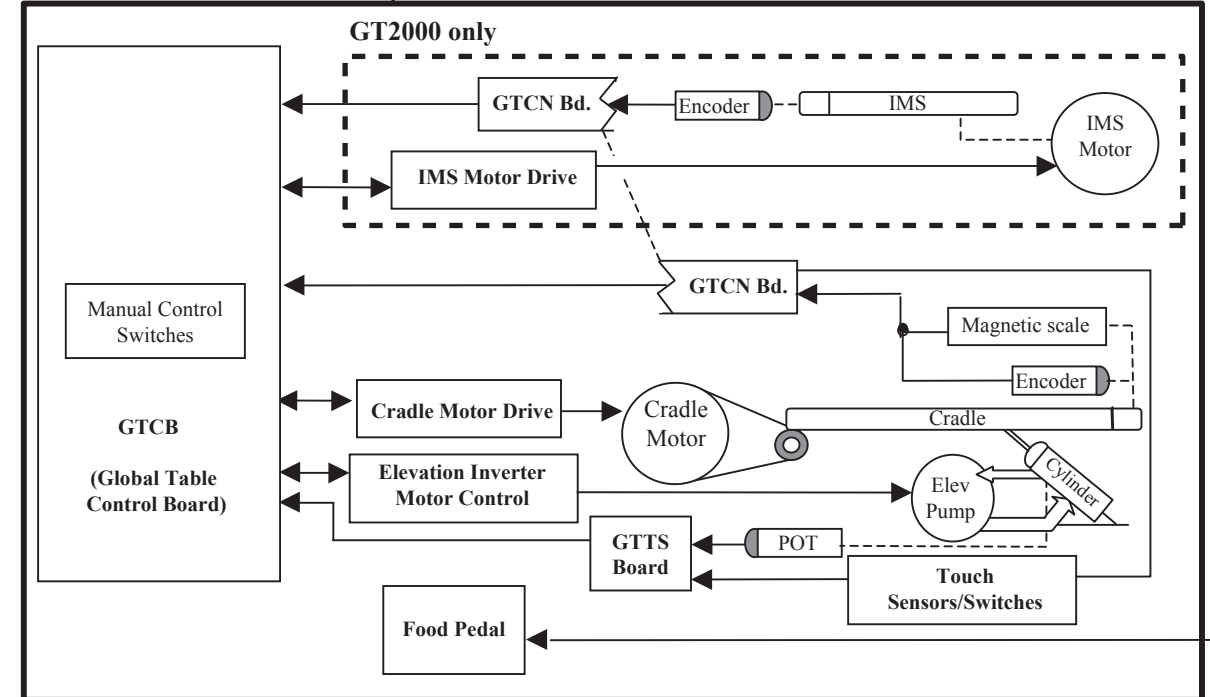 GT2000 only
GTCN Bd.
Encoder
IMS
IMS
Motor
IMS Motor Drive
GTCN Bd.
Manual Control
Switches
Magnetic scale
Encoder
GTCB
(Global Table
Control Board)
Cradle Motor Drive
Cradle
Motor
Cradle
Elevation Inverter
Motor Control
Elev
Pump
Cylinder
GTTS
Board
POT
Touch
Sensors/Switches
Food Pedal